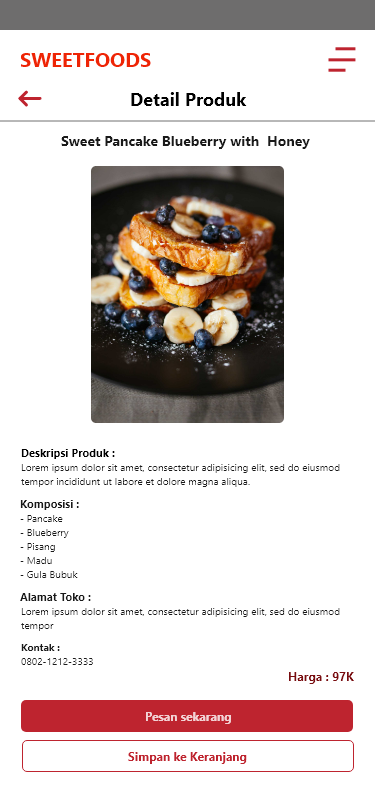 SWEETFOODS
Detail Produk
Sweet Pancake Blueberry with  Honey
Deskripsi Produk :
Lorem ipsum dolor sit amet, consectetur adipisicing elit, sed do eiusmod
tempor incididunt ut labore et dolore magna aliqua.
Komposisi :
- Pancake
- Blueberry
- Pisang
- Madu
- Gula Bubuk
Alamat Toko :
Lorem ipsum dolor sit amet, consectetur adipisicing elit, sed do eiusmod
tempor
Kontak :
0802-1212-3333
Harga : 97K
Pesan sekarang
Simpan ke Keranjang